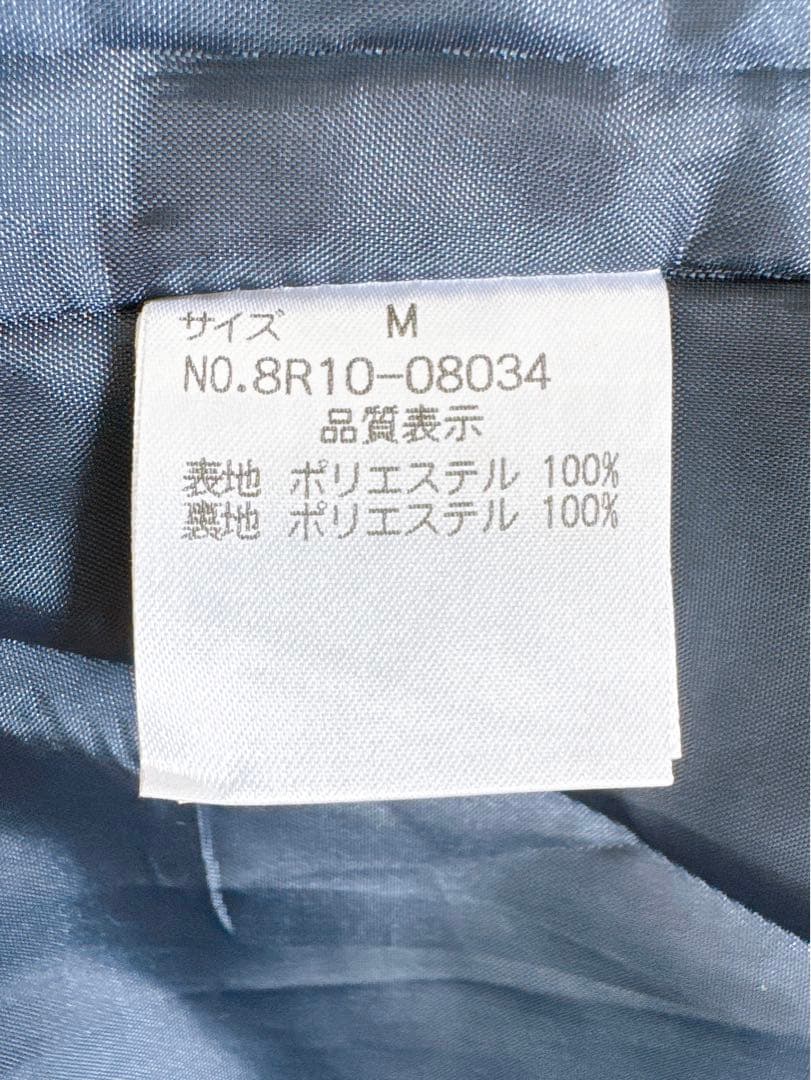 サイズ M
NO.8R10-08034
品質表示
表地 ポリエステル 100%
裏地 ポリエステル 100%